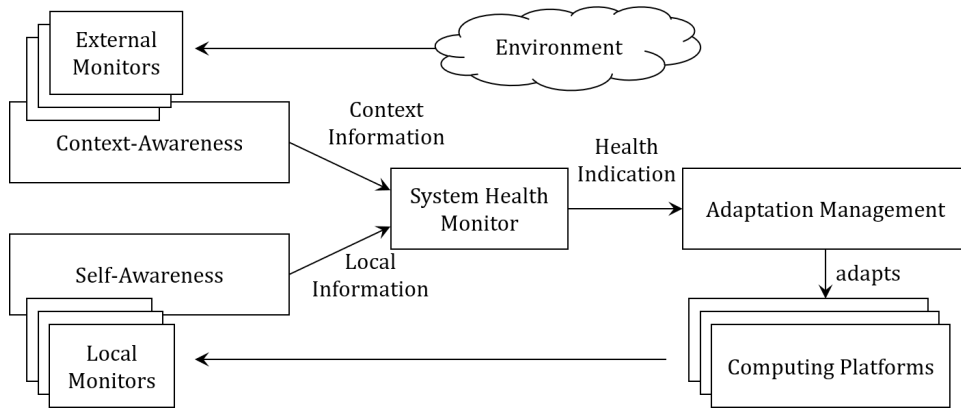 External
Monitors
Environment
Context-Awareness
Context
Information
Health
Indication
System Health
Monitor
Adaptation Management
Self-Awareness
Local
Information
adapts
Local
Monitors
Computing Platforms